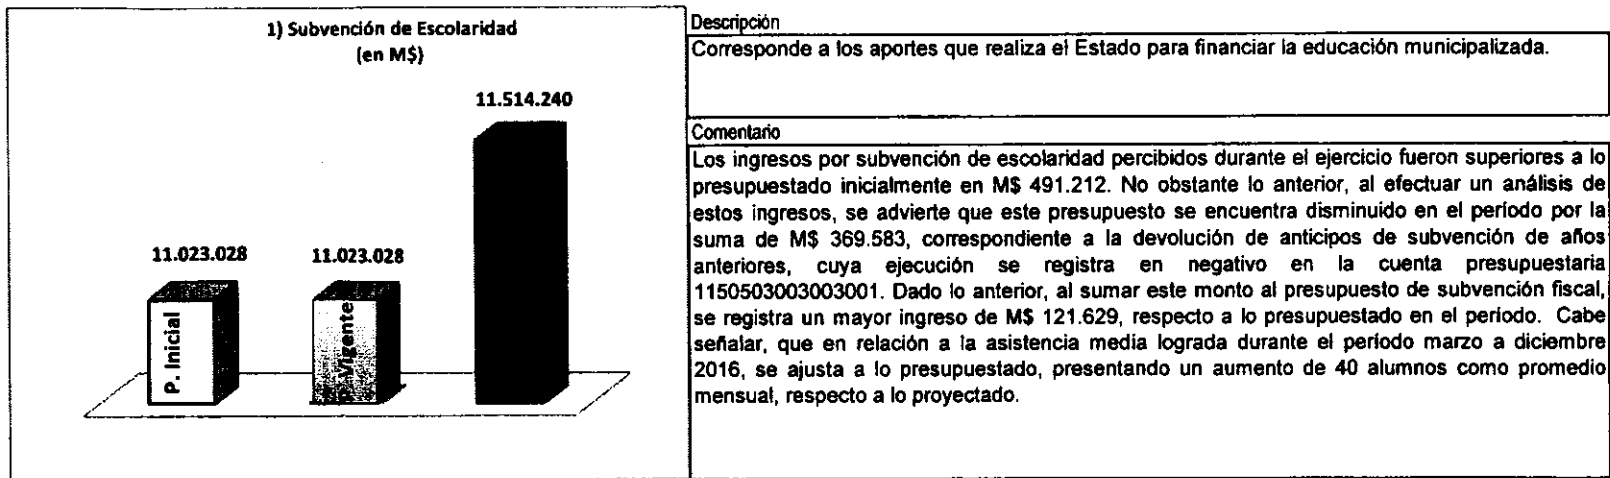 1) Subvención de Escolaridad
(en M$)
11.514.240
11.023.028
11.023.028
P. Inicial
P. Vigente
Descripción
Corresponde a los aportes que realiza el Estado para financiar la educación municipalizada.
Comentario
Los ingresos por subvención de escolaridad percibidos durante el ejercicio fueron superiores a lo
presupuestado inicialmente en M$ 491.212. No obstante lo anterior, al efectuar un análisis de
estos ingresos, se advierte que este presupuesto se encuentra disminuido en el periodo por la
suma de M$ 369.583, correspondiente a la devolución de anticipos de subvención de años
anteriores, cuya ejecución se registra en negativo en la cuenta presupuestaria
115050300300​3001. Dado lo anterior, al sumar este monto al presupuesto de subvención fiscal,
se registra un mayor ingreso de M$ 121.629, respecto a lo presupuestado en el periodo. Cabe
señalar, que en relación a la asistencia media lograda durante el periodo marzo a diciembre
2016, se ajusta a lo presupuestado, presentando un aumento de 40 alumnos como promedio
mensual, respecto a lo proyectado.